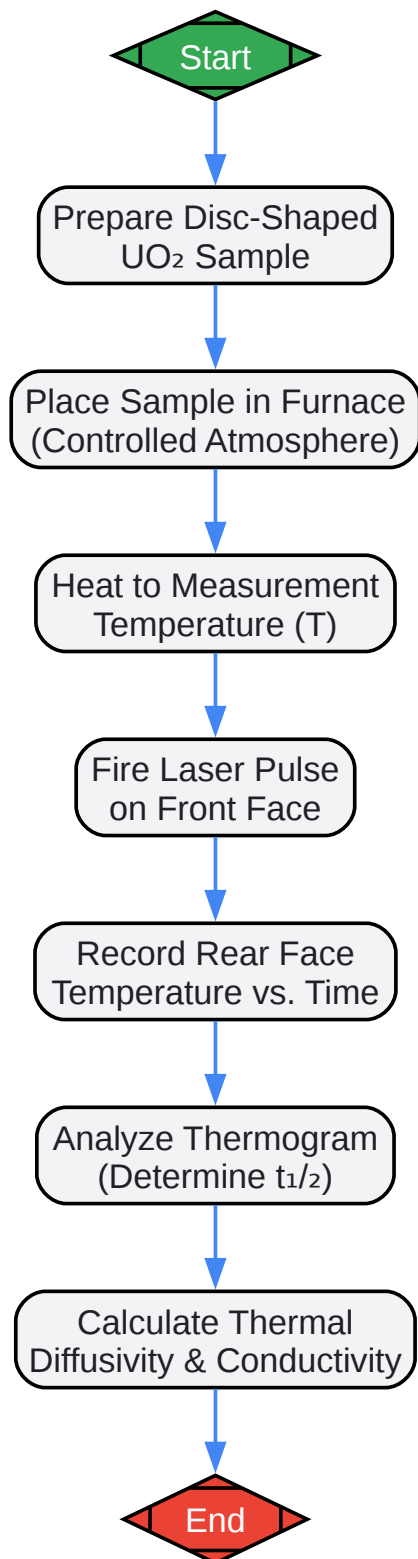 Start
Prepare Disc-Shaped
UO₂ Sample
Place Sample in Furnace
(Controlled Atmosphere)
Heat to Measurement
Temperature (T)
Fire Laser Pulse
on Front Face
Record Rear Face
Temperature vs. Time
Analyze Thermogram
(Determine t₁/₂)
Calculate Thermal
Diffusivity & Conductivity
End